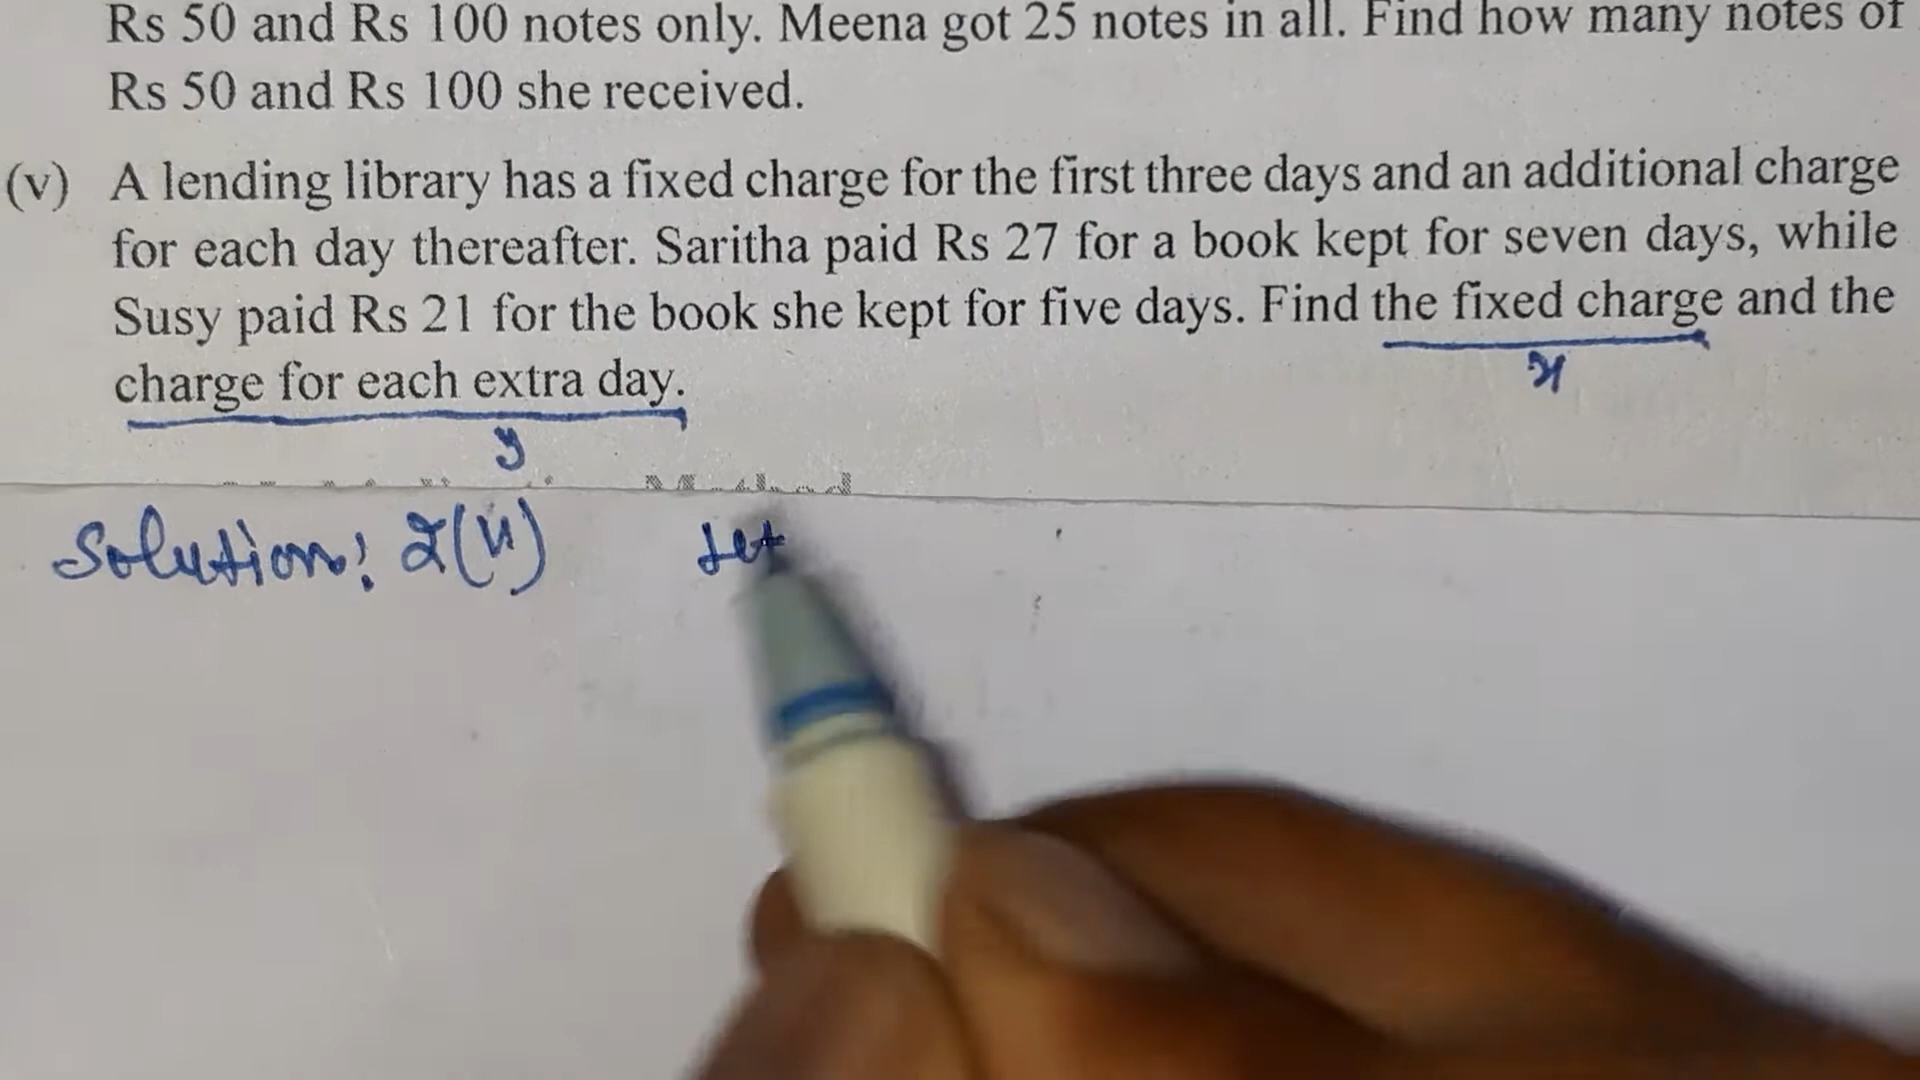 Rs 50 and Rs 100 notes only. Meena got 25 notes in all. Find how many notes of
Rs 50 and Rs 100 she received.
(v) A lending library has a fixed charge for the first three days and an additional charge
for each day thereafter. Saritha paid Rs 27 for a book kept for seven days, while
Susy paid Rs 21 for the book she kept for five days. Find the fixed charge and the
x
charge for each extra day.
y
Solution: 2(v) Let